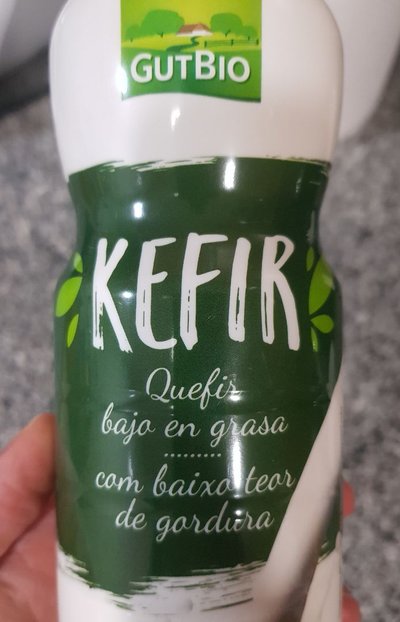 GUTBIO
KEFIR
Quefir
bajo en grasa
com baixo teor
de gordura